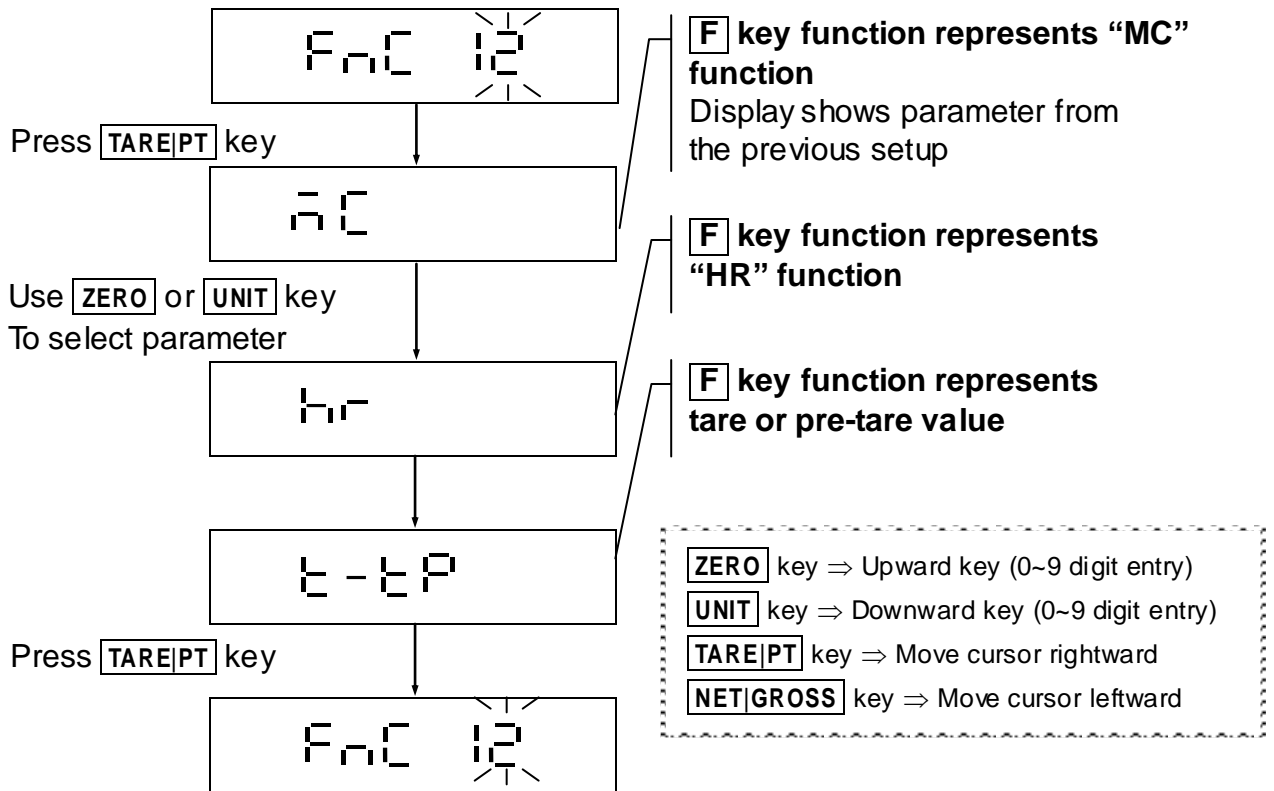 FnC 12
F key function represents “MC”
function
Display shows parameter from
the previous setup
Press TARE|PT key
m̄C
F key function represents
“HR” function
Use ZERO or UNIT key
To select parameter
hr
F key function represents
tare or pre-tare value
t-tP
ZERO key ⇒ Upward key (0~9 digit entry)
UNIT key ⇒ Downward key (0~9 digit entry)
TARE|PT key ⇒ Move cursor rightward
NET|GROSS key ⇒ Move cursor leftward
Press TARE|PT key
FnC 12